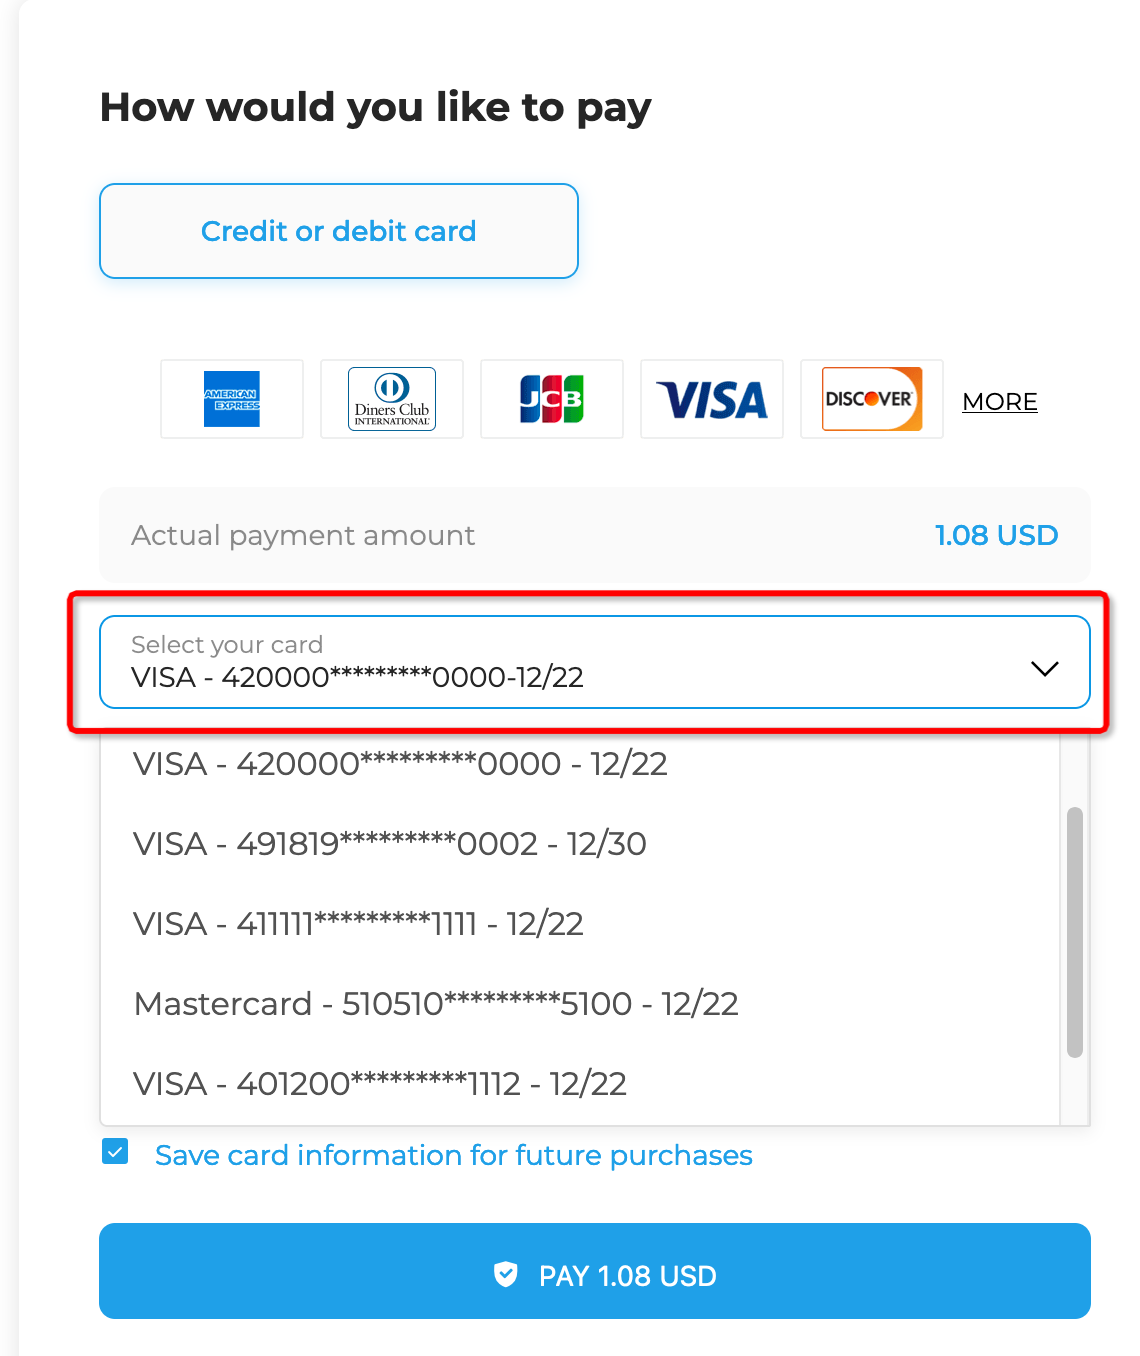 How would you like to pay
Credit or debit card
AMERICAN
EXPRESS
Diners Club
INTERNATIONAL
JCB
VISA
DISCOVER
MORE
Actual payment amount 1.08 USD
Select your card
VISA - 420000*********0000-12/22
VISA - 420000*********0000 - 12/22
VISA - 491819*********0002 - 12/30
VISA - 411111*********1111 - 12/22
Mastercard - 510510*********5100 - 12/22
VISA - 401200*********1112 - 12/22
Save card information for future purchases
PAY 1.08 USD